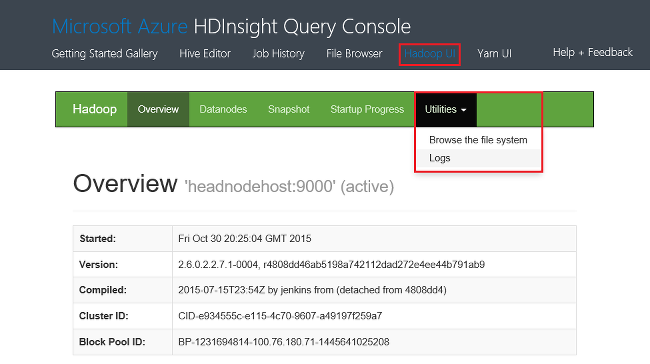 Microsoft Azure HDInsight Query Console
Getting Started Gallery Hive Editor Job History File Browser Hadoop UI Yarn UI Help + Feedback
Hadoop Overview Datanodes Snapshot Startup Progress Utilities
Browse the file system
Logs
Overview 'headnodehost:9000' (active)
Started: Fri Oct 30 20:25:04 GMT 2015
Version: 2.6.0.2.2.7.1-0004, r4808dd46ab5198a742112dad272e4ee44b791ab9
Compiled: 2015-07-15T23:54Z by jenkins from (detached from 4808dd4)
Cluster ID: CID-e934555c-e115-4c70-9607-a49197f259a7
Block Pool ID: BP-1231694814-100.76.180.71-1445641025208